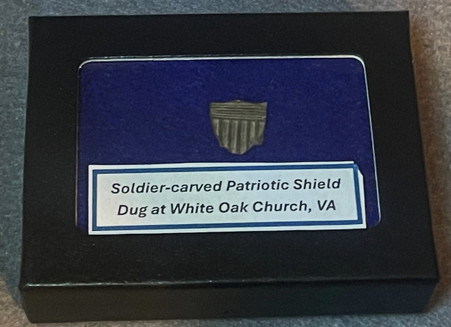 Soldier-carved Patriotic Shield
Dug at White Oak Church, VA